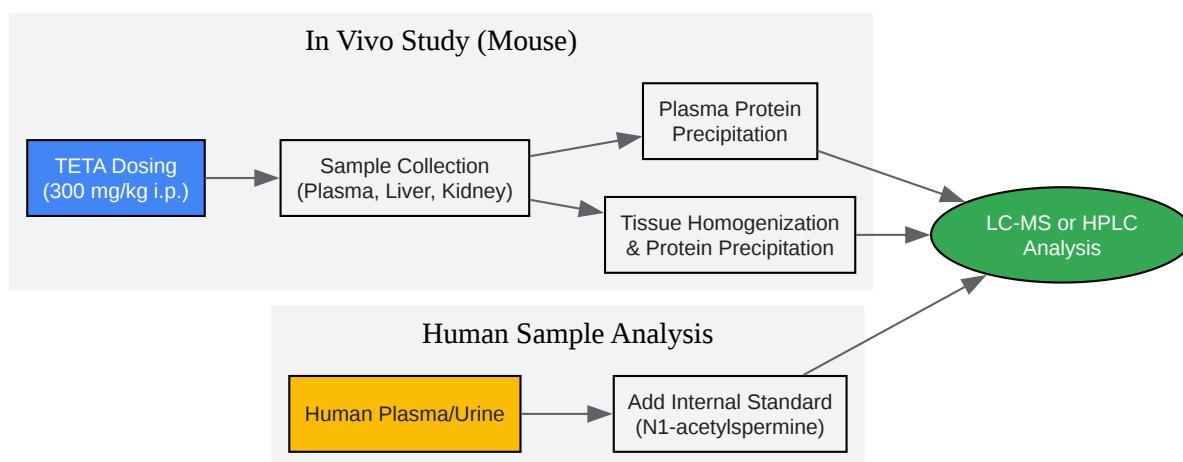 In Vivo Study (Mouse)
TETA Dosing
(300 mg/kg i.p.)
Sample Collection
(Plasma, Liver, Kidney)
Plasma Protein
Precipitation
Tissue Homogenization
& Protein Precipitation
LC-MS or HPLC
Analysis
Human Sample Analysis
Human Plasma/Urine
Add Internal Standard
(N1-acetylspermine)